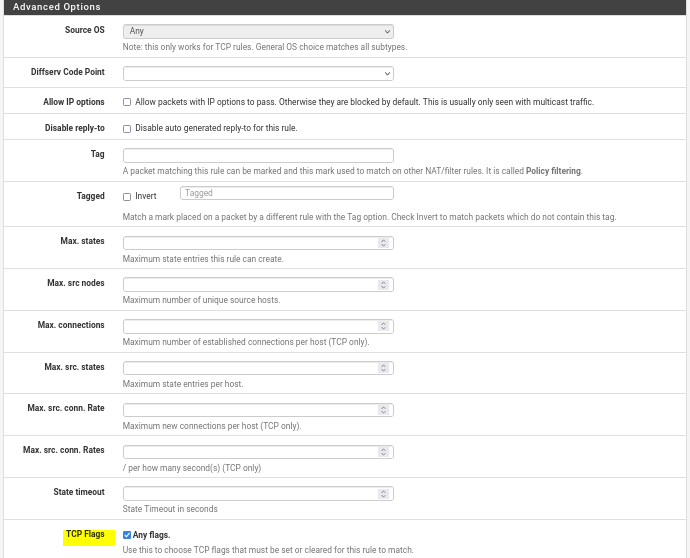 Advanced Options
Source OS
Any
Note: this only works for TCP rules. General OS choice matches all subtypes.
Diffserv Code Point
Allow IP options
Allow packets with IP options to pass. Otherwise they are blocked by default. This is usually only seen with multicast traffic.
Disable reply-to
Disable auto generated reply-to for this rule.
Tag
A packet matching this rule can be marked and this mark used to match on other NAT/filter rules. It is called Policy filtering.
Tagged
Invert
Tagged
Match a mark placed on a packet by a different rule with the Tag option. Check Invert to match packets which do not contain this tag.
Max. states
Maximum state entries this rule can create.
Max. src nodes
Maximum number of unique source hosts.
Max. connections
Maximum number of established connections per host (TCP only).
Max. src. states
Maximum state entries per host.
Max. src. conn. Rate
Maximum new connections per host (TCP only).
Max. src. conn. Rates
/ per how many second(s) (TCP only)
State timeout
State Timeout in seconds
TCP Flags
Any flags.
Use this to choose TCP flags that must be set or cleared for this rule to match.